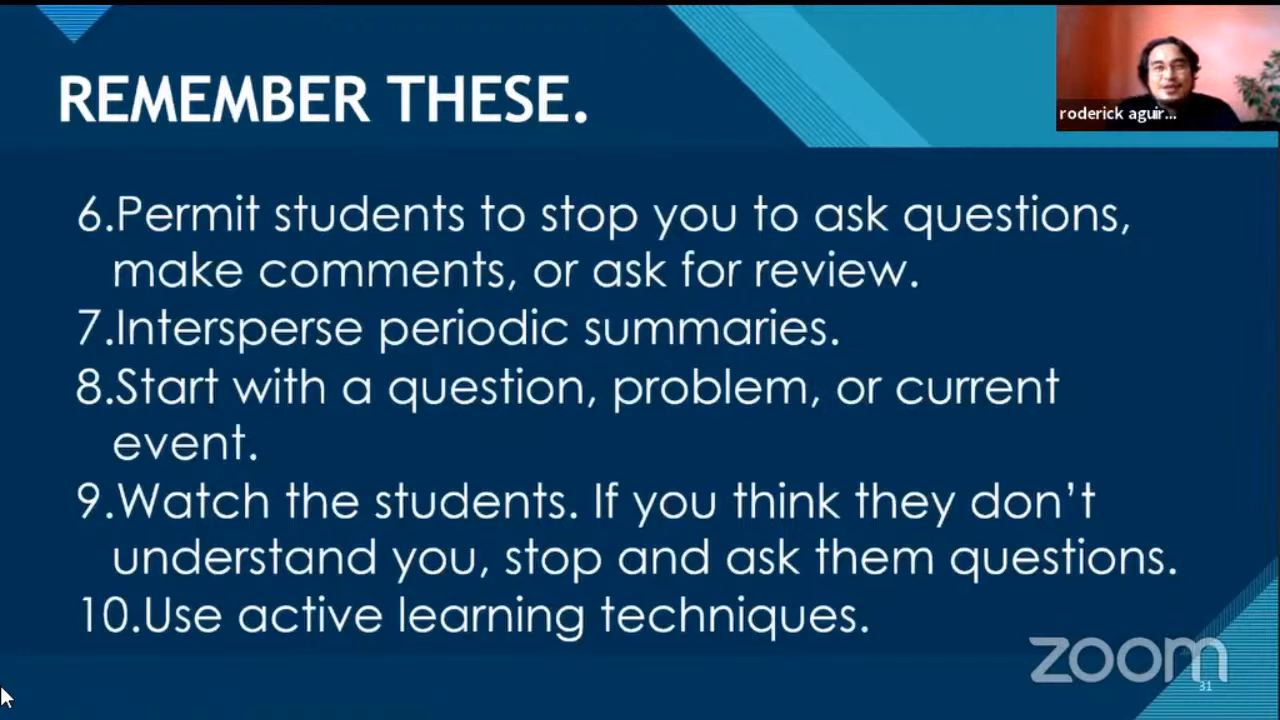 REMEMBER THESE.
roderick aguir...
6.Permit students to stop you to ask questions,
make comments, or ask for review.
7.Intersperse periodic summaries.
8.Start with a question, problem, or current
event.
9.Watch the students. If you think they don’t
understand you, stop and ask them questions.
10.Use active learning techniques.
zoom
31